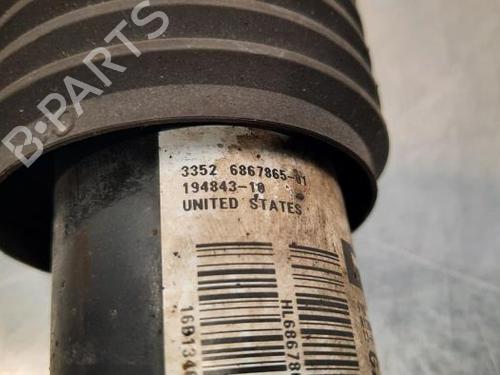 B-PARTS
3352 6867865-01
194843-10
UNITED STATES